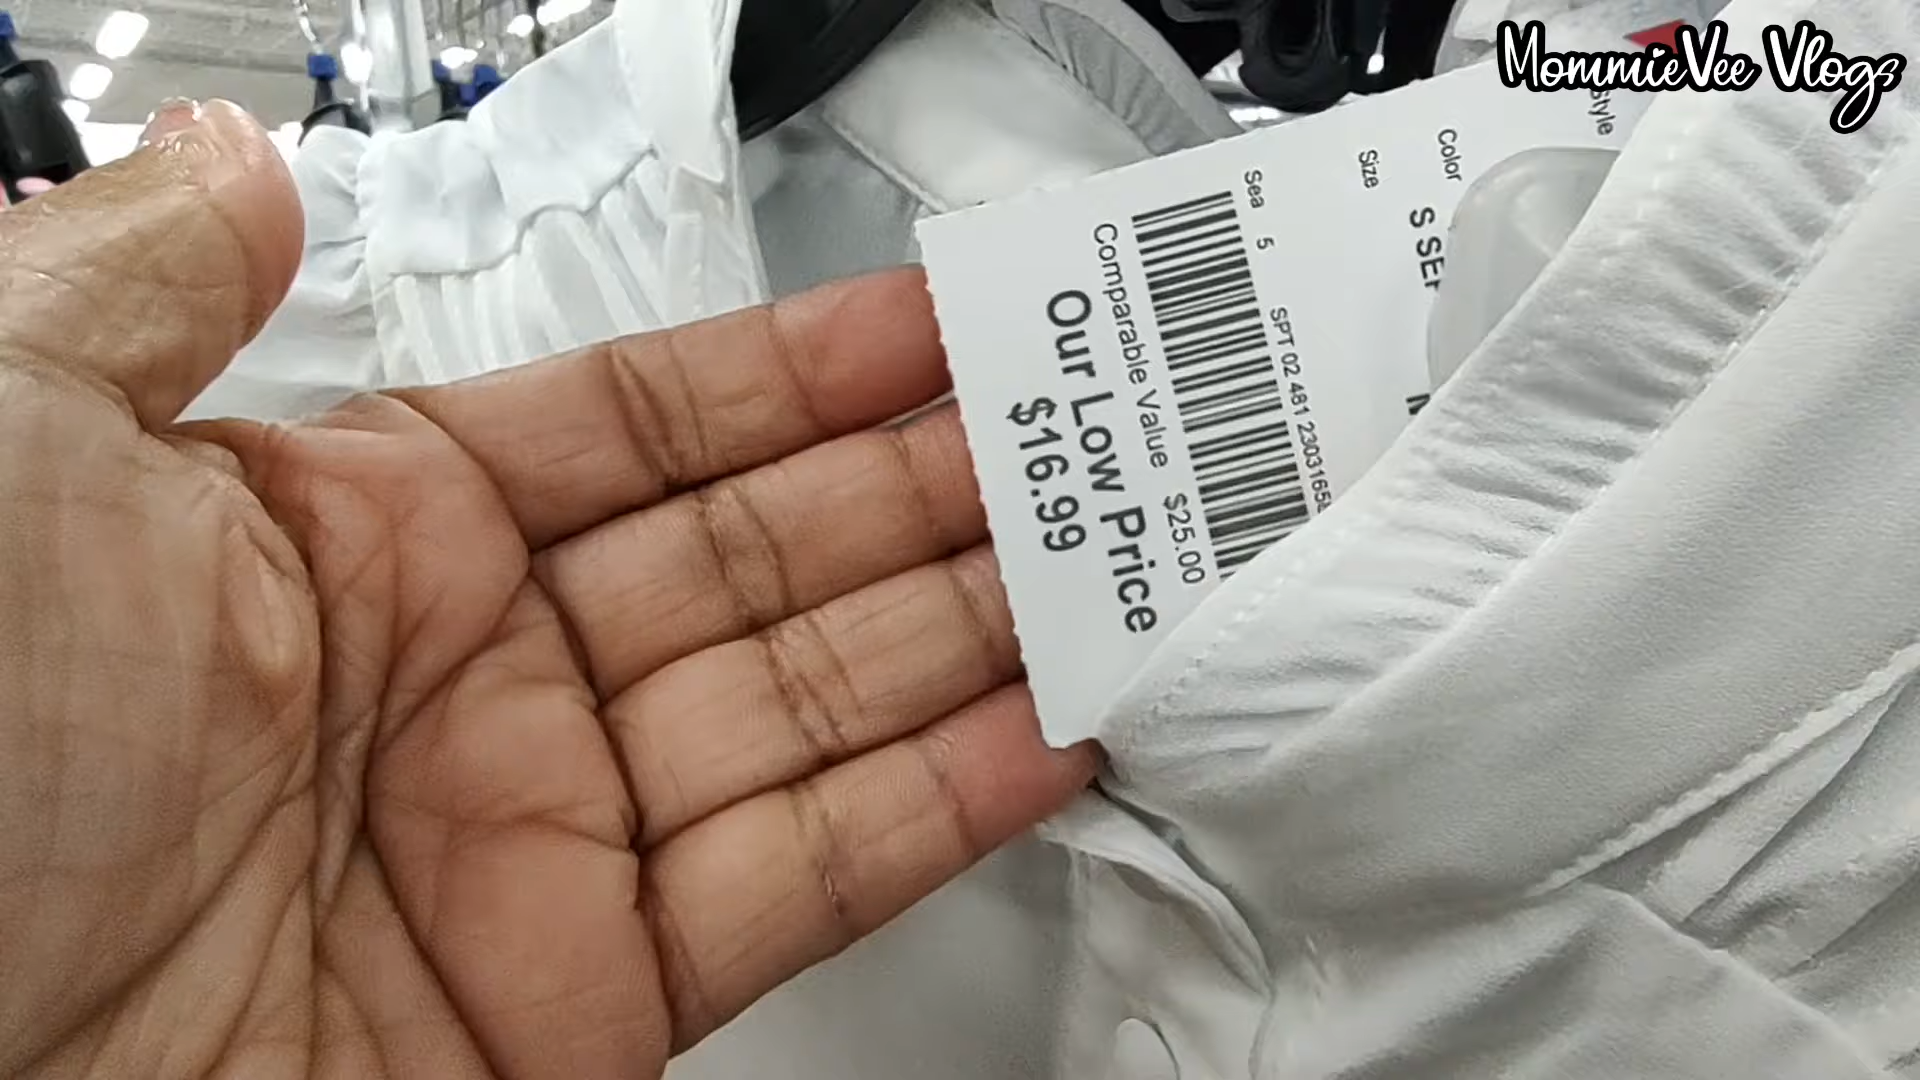 MommieVee Vlogs
Style
Color
S SE
Size
Sea 5
SPT 02 481 2303165
Comparable Value $25.00
Our Low Price
$16.99